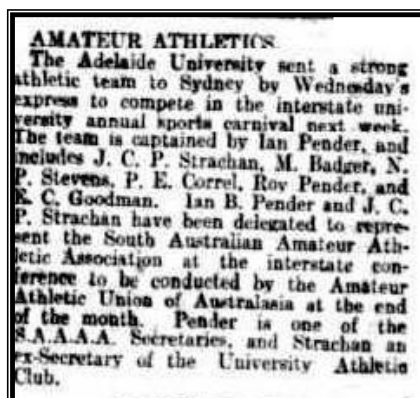 AMATEUR ATHLETICS.
The Adelaide University sent a strong
athletic team to Sydney by Wednesday's
express to compete in the interstate uni-
versity annual sports carnival next week.
The team is captained by Ian Pender, and
includes J. C. P. Strachan, M. Badger, N.
P. Stevens, P. E. Correl, Roy Pender, and
E. C. Goodman. Ian B. Pender and J. C.
P. Strachan have been delegated to repre-
sent the South Australian Amateur Ath-
letic Association at the interstate con-
ference to be conducted by the Amateur
Athletic Union of Australasia at the end
of the month. Pender is one of the
S.A.A.A.A. Secretaries, and Strachan an
ex-Secretary of the University Athletic
Club.